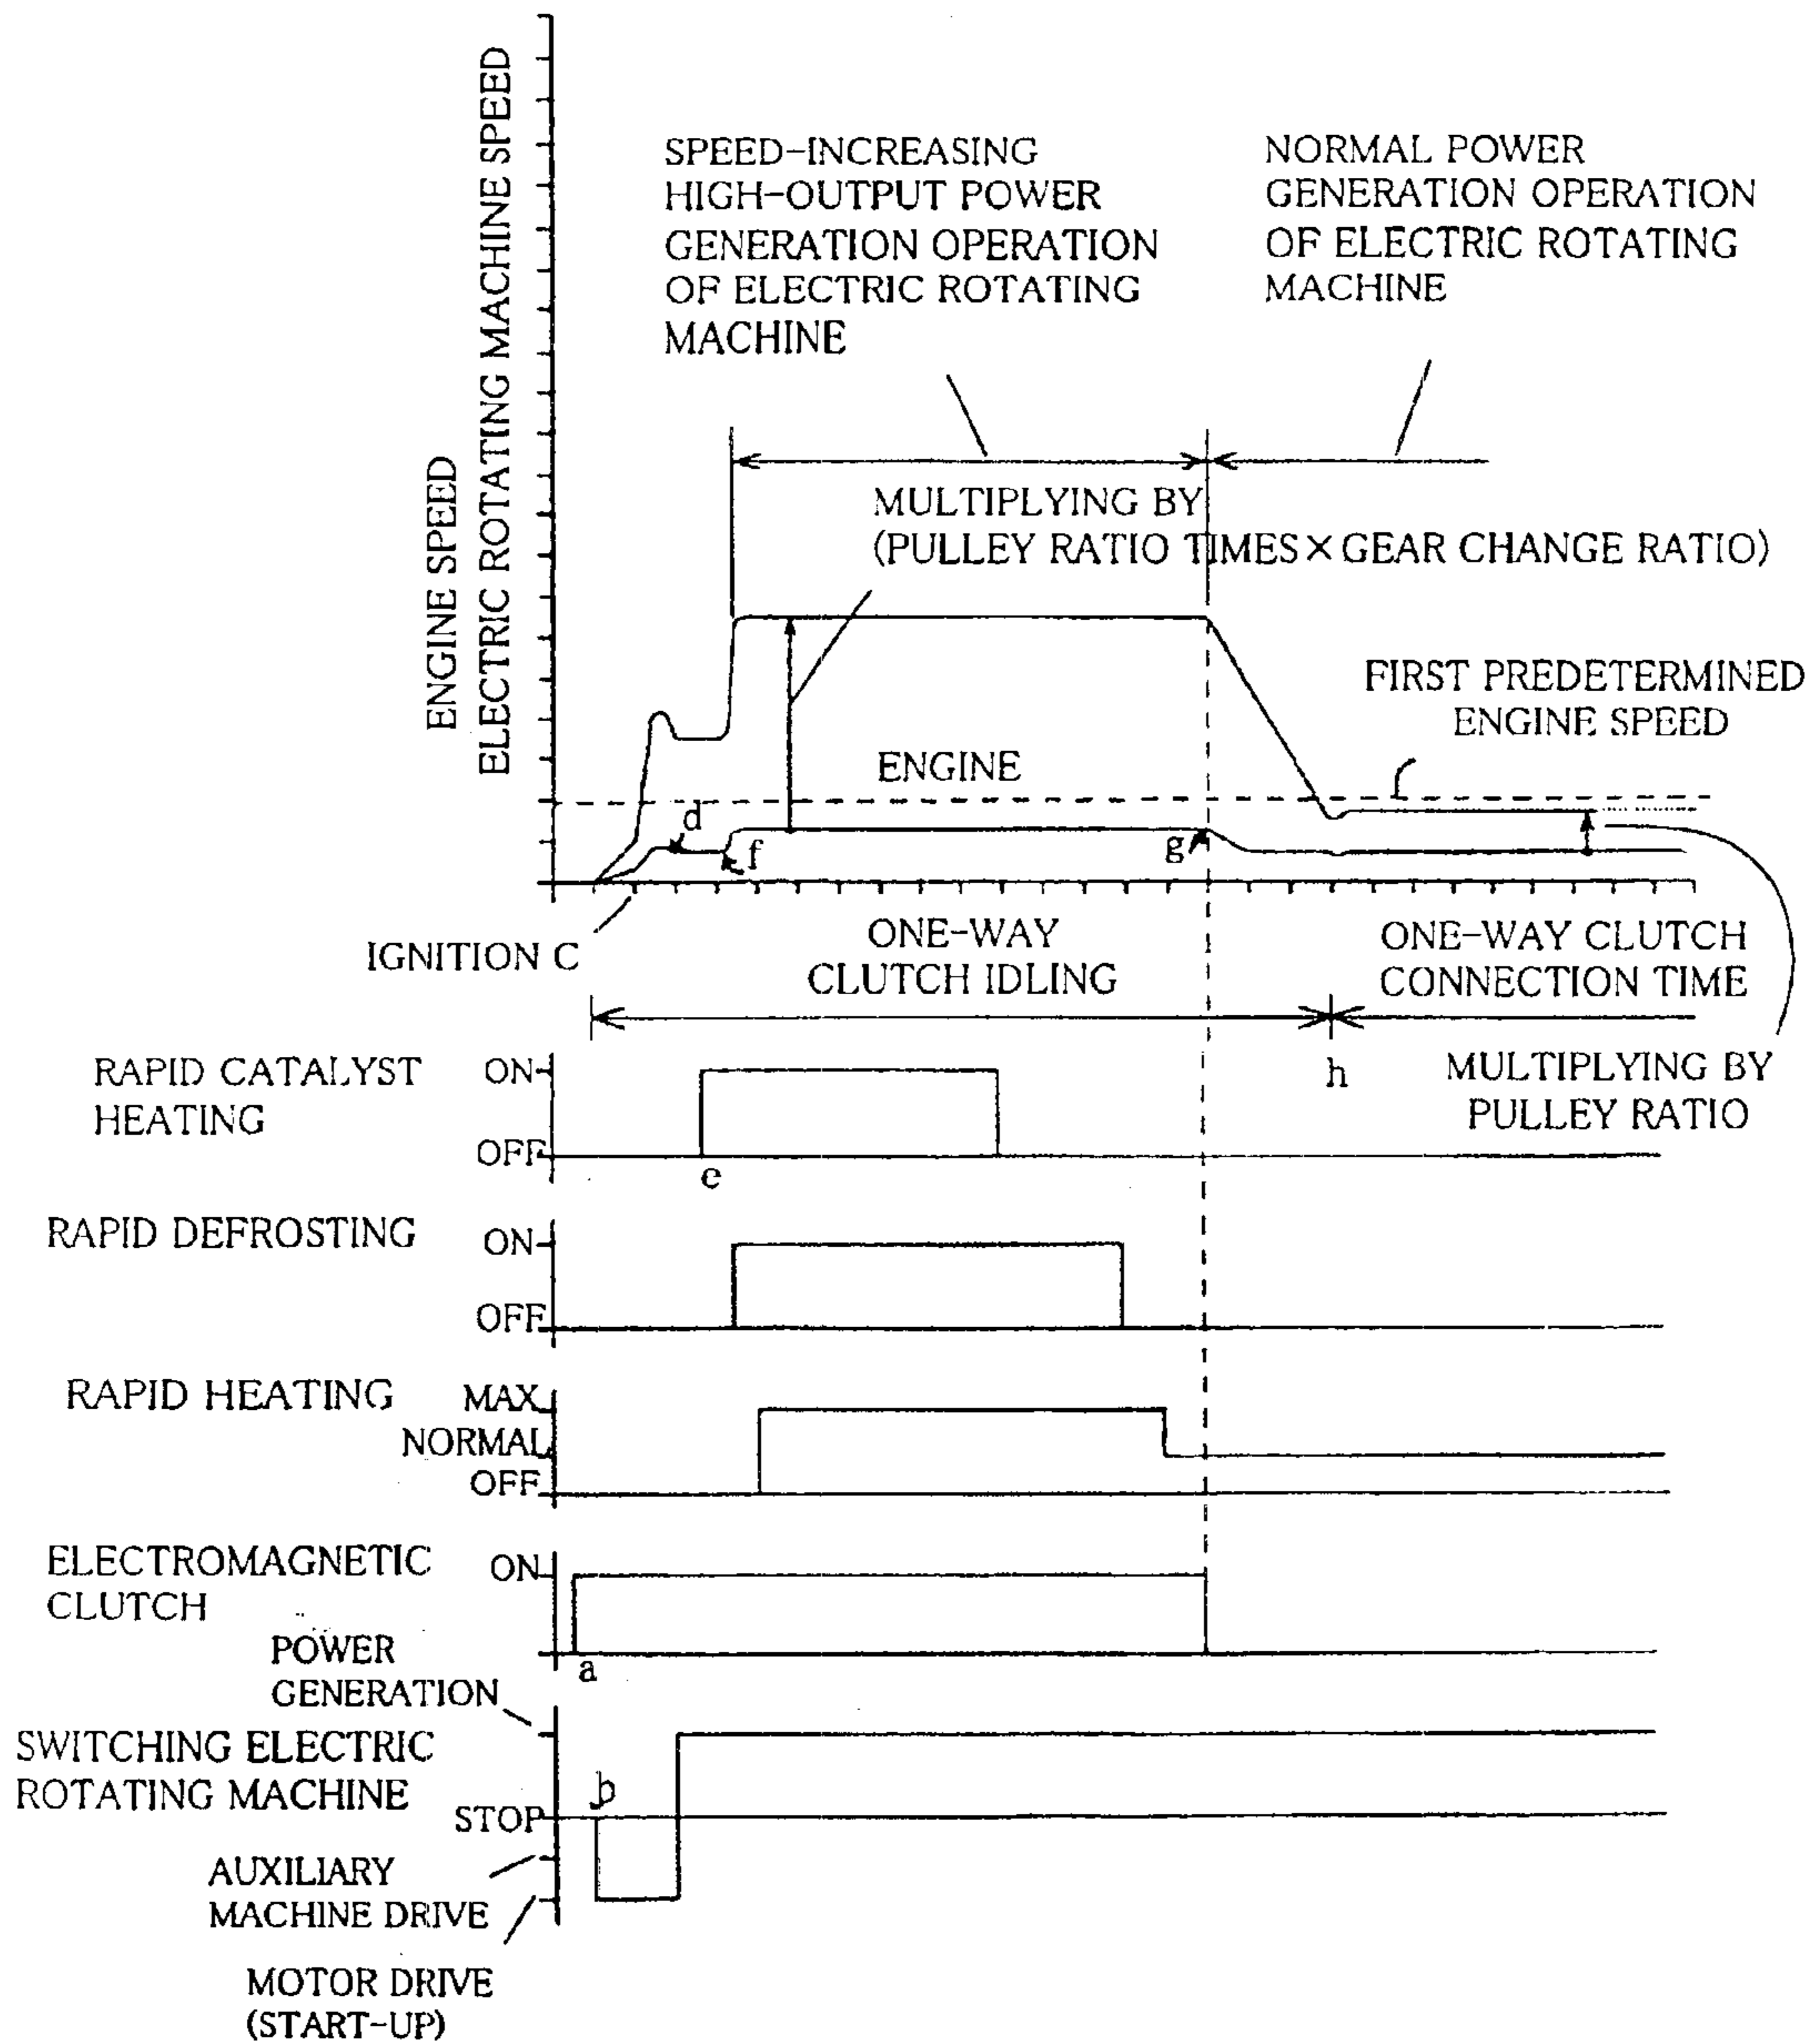 ENGINE SPEED
ELECTRIC ROTATING MACHINE SPEED
SPEED-INCREASING
HIGH-OUTPUT POWER
GENERATION OPERATION
OF ELECTRIC ROTATING
MACHINE
NORMAL POWER
GENERATION OPERATION
OF ELECTRIC ROTATING
MACHINE
MULTIPLYING BY
(PULLEY RATIO TIMES×GEAR CHANGE RATIO)
FIRST PREDETERMINED
ENGINE SPEED
ENGINE
d
f
g
IGNITION C
ONE-WAY
CLUTCH IDLING
ONE-WAY CLUTCH
CONNECTION TIME
h
MULTIPLYING BY
PULLEY RATIO
RAPID CATALYST
HEATING
ON
OFF
e
RAPID DEFROSTING
ON
OFF
RAPID HEATING
MAX
NORMAL
OFF
ELECTROMAGNETIC
CLUTCH
ON
a
POWER
GENERATION
SWITCHING ELECTRIC
ROTATING MACHINE
b
STOP
AUXILIARY
MACHINE DRIVE
MOTOR DRIVE
(START-UP)